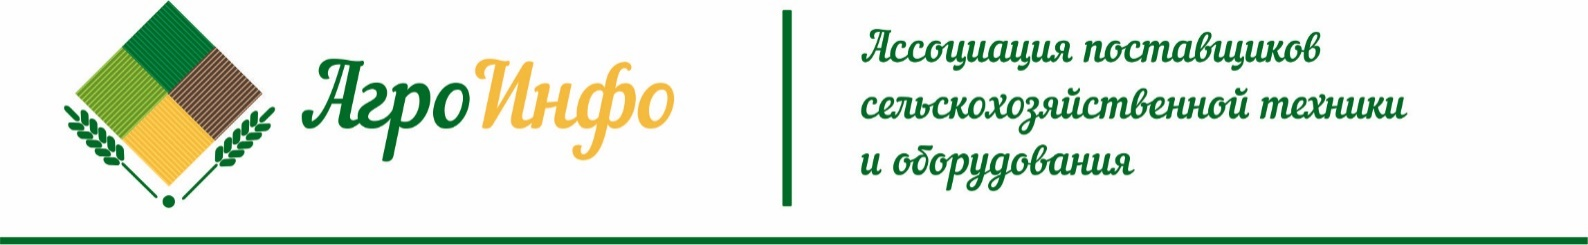 АгроИнфо
Ассоциация поставщиков
сельскохозяйственной техники
и оборудования